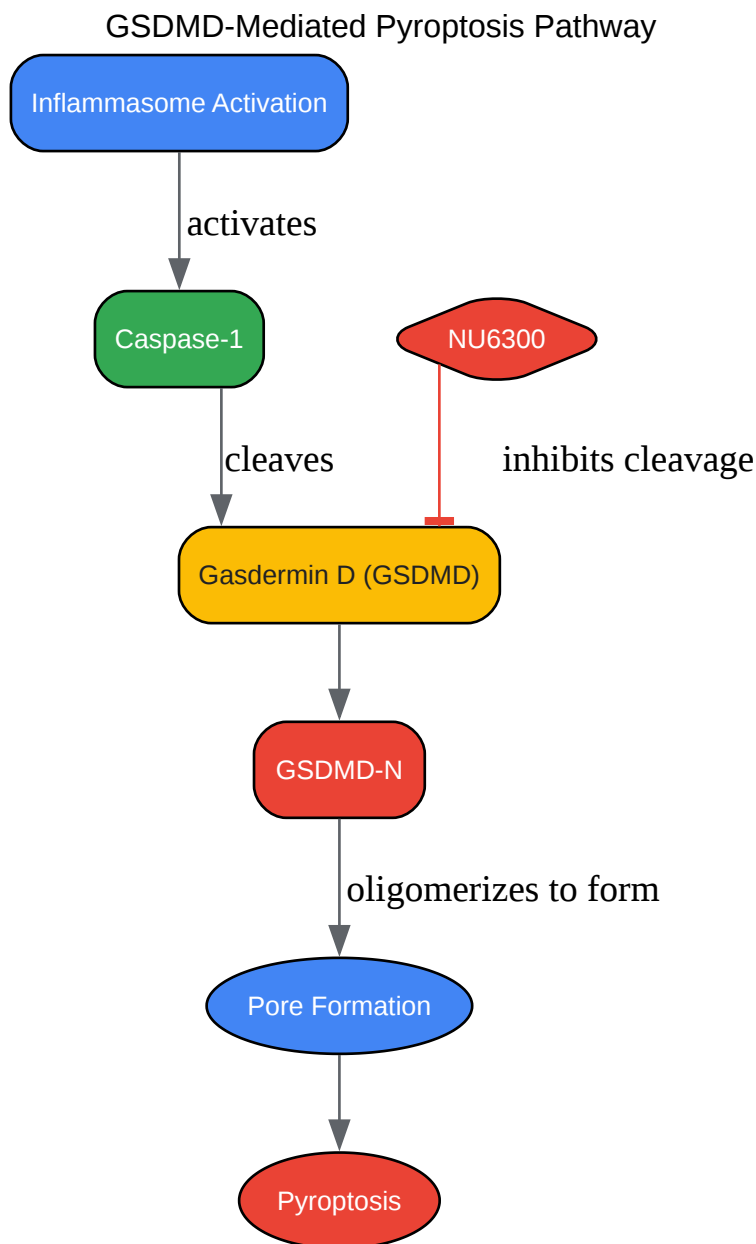 GSDMD-Mediated Pyroptosis Pathway
Inflammasome Activation
activates
Caspase-1
NU6300
cleaves
inhibits cleavage
Gasdermin D (GSDMD)
GSDMD-N
oligomerizes to form
Pore Formation
Pyroptosis